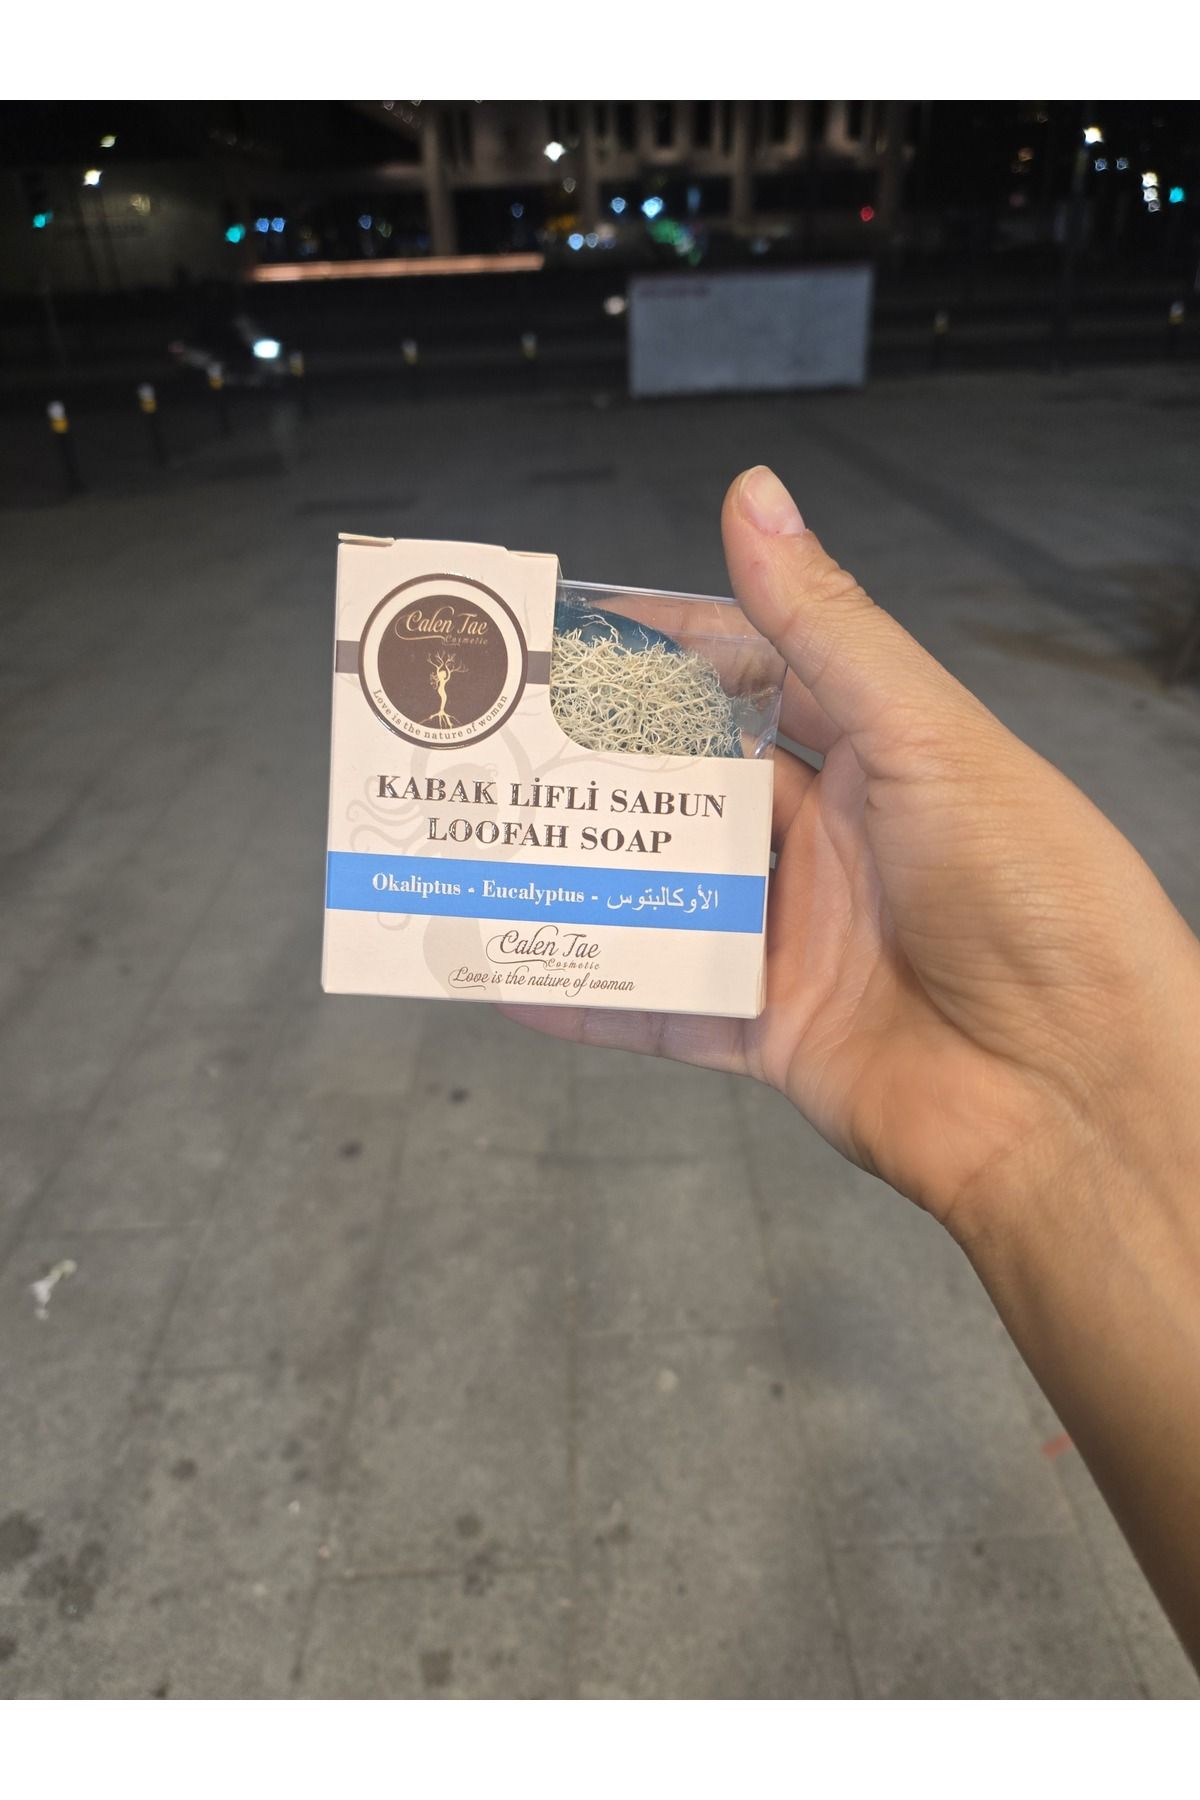 Calen Tae
Cosmetic
Love is the nature of woman
KABAK LİFLİ SABUN
LOOFAH SOAP
Okaliptus - Eucalyptus - الأوكالبتوس
Calen Tae
Cosmetic
Love is the nature of woman